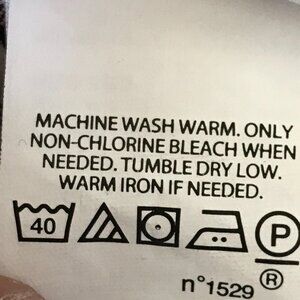 MACHINE WASH WARM. ONLY
NON-CHLORINE BLEACH WHEN
NEEDED. TUMBLE DRY LOW.
WARM IRON IF NEEDED.
40 P
n°1529 ®